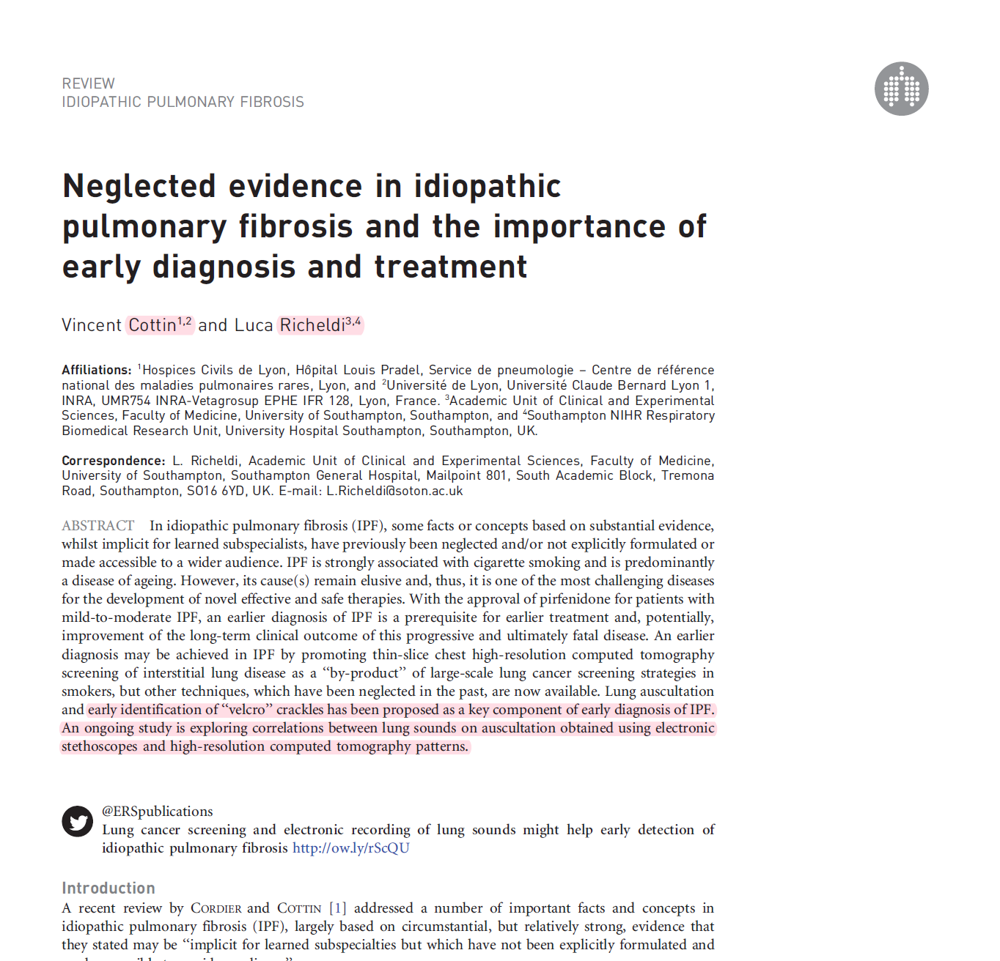 REVIEW
IDIOPATHIC PULMONARY FIBROSIS
Neglected evidence in idiopathic
pulmonary fibrosis and the importance of
early diagnosis and treatment
Vincent Cottin1,2 and Luca Richeldi3,4
Affiliations: 1Hospices Civils de Lyon, Hôpital Louis Pradel, Service de pneumologie – Centre de référence
national des maladies pulmonaires rares, Lyon, and 2Université de Lyon, Université Claude Bernard Lyon 1,
INRA, UMR754 INRA-Vetagrosup EPHE IFR 128, Lyon, France. 3Academic Unit of Clinical and Experimental
Sciences, Faculty of Medicine, University of Southampton, Southampton, and 4Southampton NIHR Respiratory
Biomedical Research Unit, University Hospital Southampton, Southampton, UK.
Correspondence: L. Richeldi, Academic Unit of Clinical and Experimental Sciences, Faculty of Medicine,
University of Southampton, Southampton General Hospital, Mailpoint 801, South Academic Block, Tremona
Road, Southampton, SO16 6YD, UK. E-mail: L.Richeldi@soton.ac.uk
ABSTRACT In idiopathic pulmonary fibrosis (IPF), some facts or concepts based on substantial evidence,
whilst implicit for learned subspecialists, have previously been neglected and/or not explicitly formulated or
made accessible to a wider audience. IPF is strongly associated with cigarette smoking and is predominantly
a disease of ageing. However, its cause(s) remain elusive and, thus, it is one of the most challenging diseases
for the development of novel effective and safe therapies. With the approval of pirfenidone for patients with
mild-to-moderate IPF, an earlier diagnosis of IPF is a prerequisite for earlier treatment and, potentially,
improvement of the long-term clinical outcome of this progressive and ultimately fatal disease. An earlier
diagnosis may be achieved in IPF by promoting thin-slice chest high-resolution computed tomography
screening of interstitial lung disease as a ‘‘by-product’’ of large-scale lung cancer screening strategies in
smokers, but other techniques, which have been neglected in the past, are now available. Lung auscultation
and early identification of ‘‘velcro’’ crackles has been proposed as a key component of early diagnosis of IPF.
An ongoing study is exploring correlations between lung sounds on auscultation obtained using electronic
stethoscopes and high-resolution computed tomography patterns.
@ERSpublications
Lung cancer screening and electronic recording of lung sounds might help early detection of
idiopathic pulmonary fibrosis http://ow.ly/rScQU
Introduction
A recent review by CORDIER and COTTIN [1] addressed a number of important facts and concepts in
idiopathic pulmonary fibrosis (IPF), largely based on circumstantial, but relatively strong, evidence that
they stated may be ‘‘implicit for learned subspecialties but which have not been explicitly formulated and